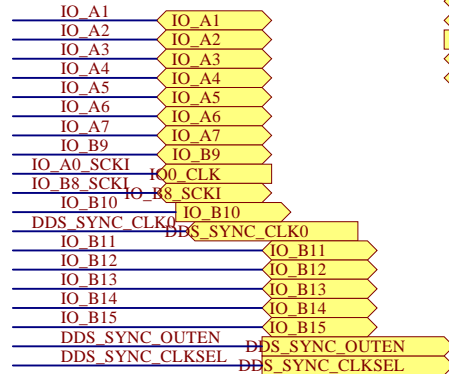 IO_A1 IO_A1
IO_A2 IO_A2
IO_A3 IO_A3
IO_A4 IO_A4
IO_A5 IO_A5
IO_A6 IO_A6
IO_A7 IO_A7
IO_B9 IO_B9
IO_A0_SCKI IO0_CLK
IO_B8_SCKI IO_B8_SCKI
IO_B10 IO_B10
DDS_SYNC_CLK0 DDS_SYNC_CLK0
IO_B11 IO_B11
IO_B12 IO_B12
IO_B13 IO_B13
IO_B14 IO_B14
IO_B15 IO_B15
DDS_SYNC_OUTEN DDS_SYNC_OUTEN
DDS_SYNC_CLKSEL DDS_SYNC_CLKSEL